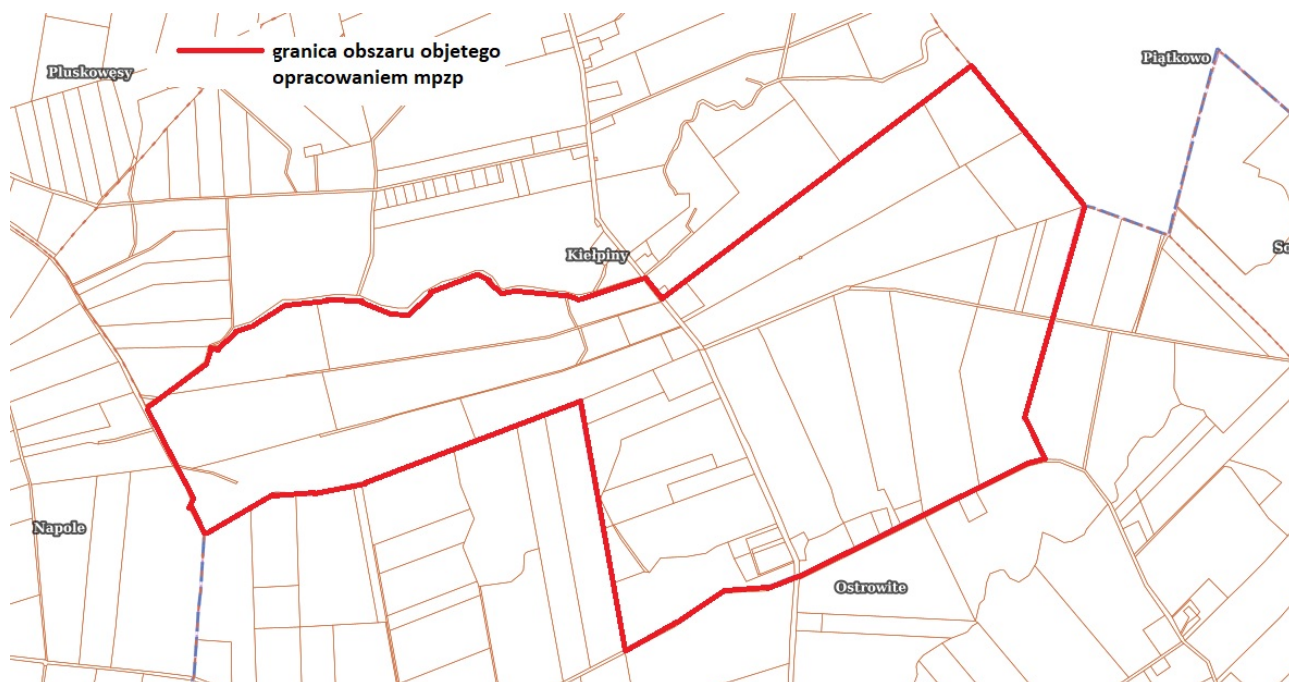 granica obszaru objetego
opracowaniem mpzp
Pluskowęsy
Piątkowo
Kiełpiny
Napole
Ostrowite